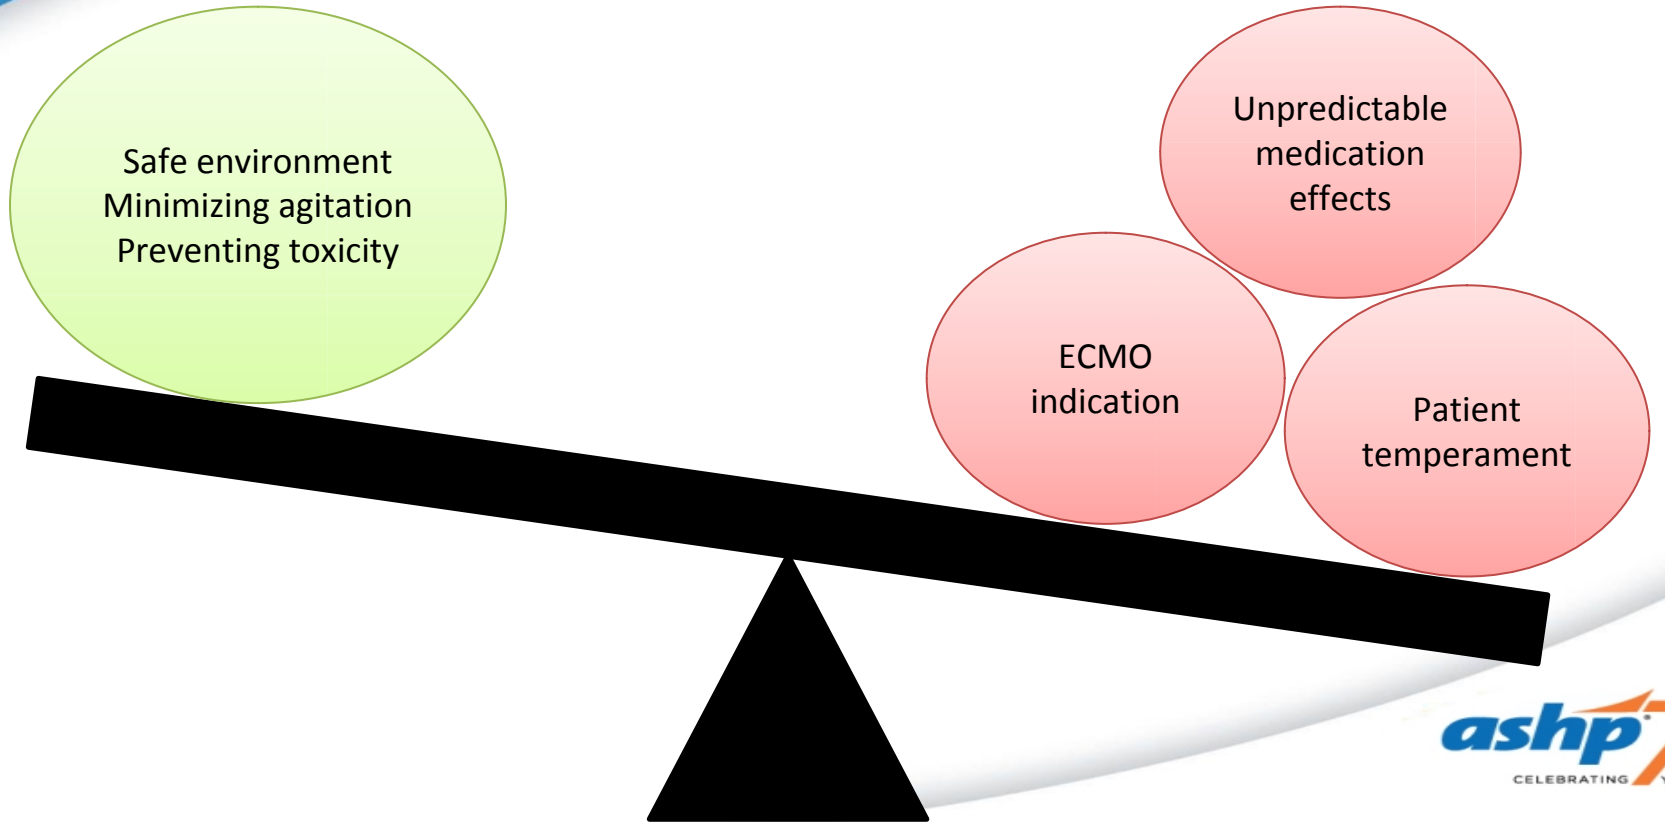 Safe environment
Minimizing agitation
Preventing toxicity
Unpredictable
medication
effects
ECMO
indication
Patient
temperament
ashp
CELEBRATING